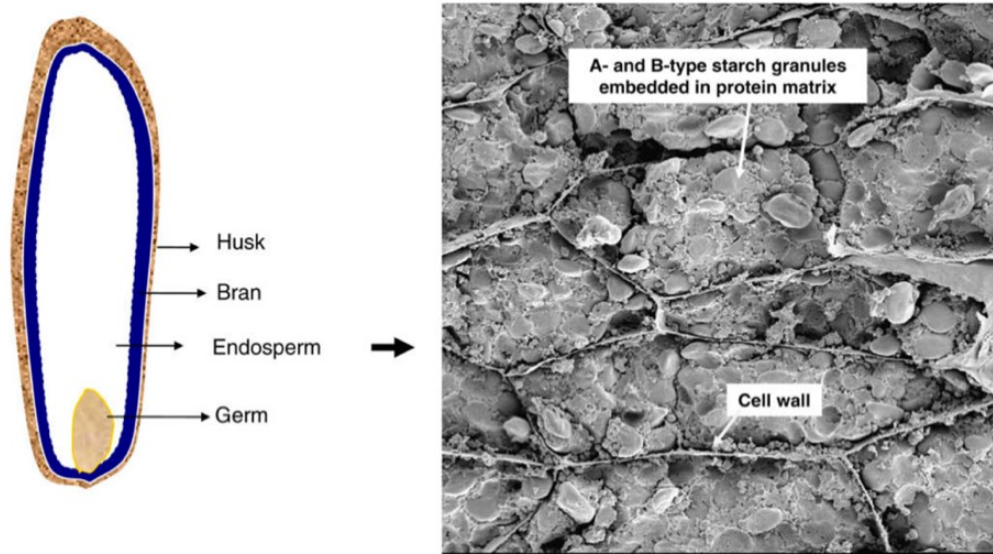 Husk
Bran
Endosperm
Germ
A- and B-type starch granules
embedded in protein matrix
Cell wall